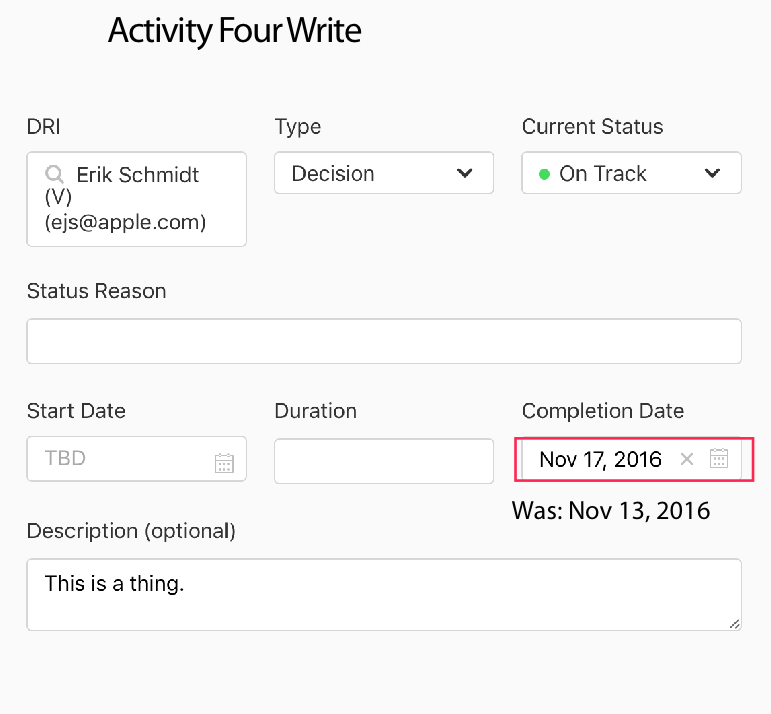 Activity Four Write
DRI
Type
Current Status
Erik Schmidt
(V)
(ejs@apple.com)
Decision
On Track
Status Reason
Start Date
Duration
Completion Date
TBD
Nov 17, 2016
Was: Nov 13, 2016
Description (optional)
This is a thing.